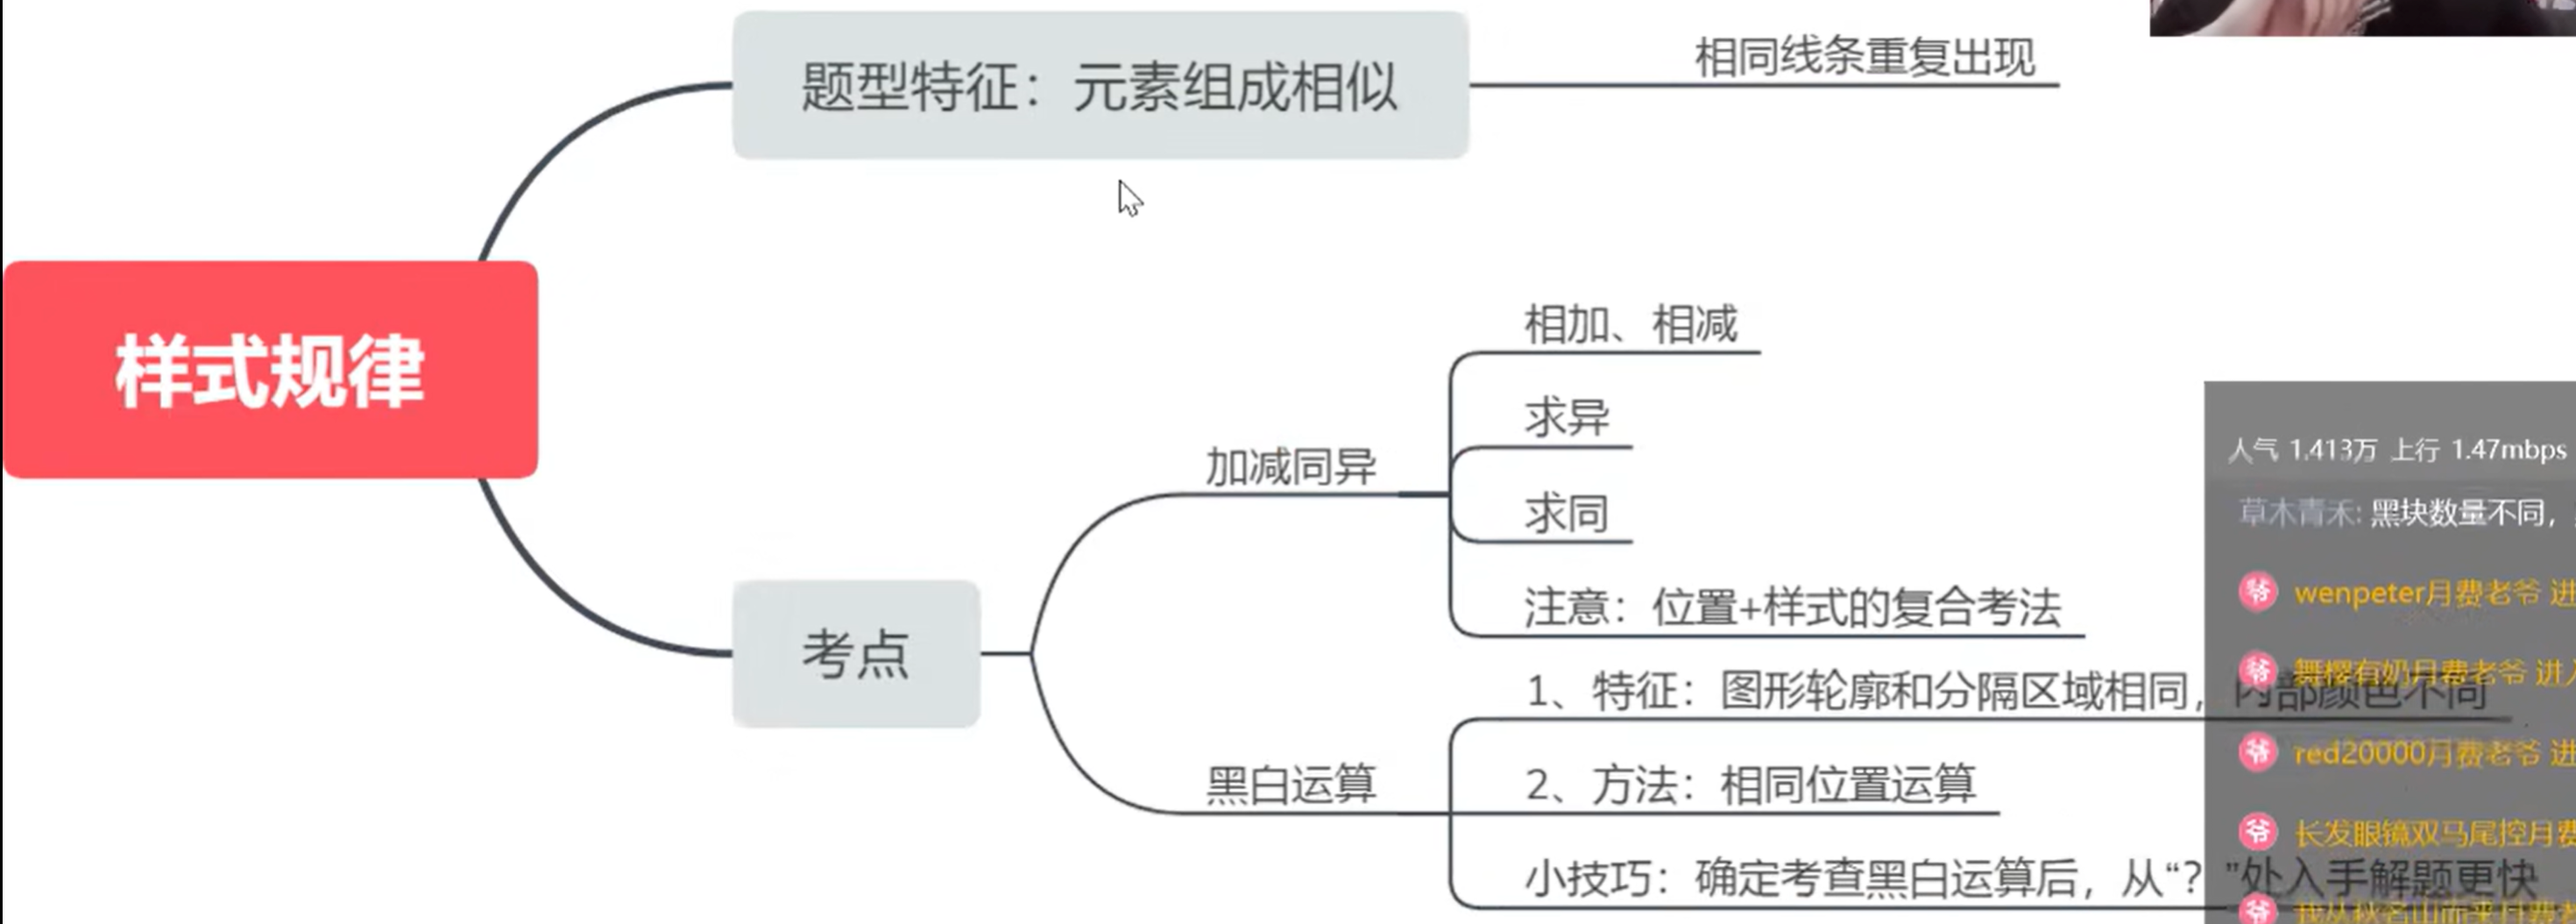 题型特征：元素组成相似
相同线条重复出现
样式规律
相加、相减
求异
加减同异
求同
注意：位置+样式的复合考法
考点
1、特征：图形轮廓和分隔区域相同，内部颜色不同
黑白运算
2、方法：相同位置运算
小技巧：确定考查黑白运算后，从“？”处入手解题更快
人气 1.413万 上行 1.47mbps
草木青禾: 黑块数量不同，
爷 wenpeter月费老爷 进
爷 舞樱有奶月费老爷 进入
爷 red20000月费老爷 进
爷 长发眼镜双马尾控月费
爷